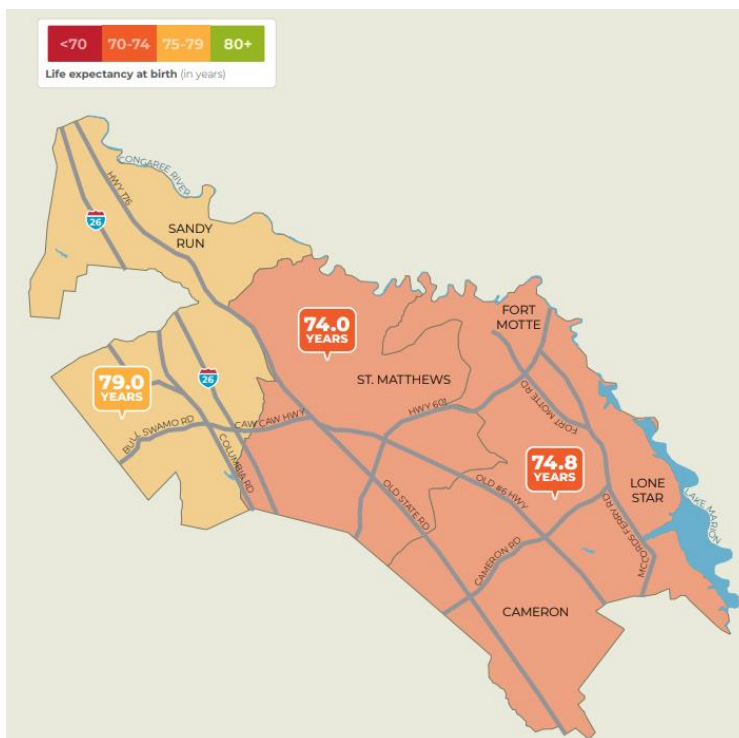 <70 70-74 75-79 80+
Life expectancy at birth (in years)
CONGAREE RIVER
HWY 176
26
SANDY
RUN
FORT
MOTTE
74.0
YEARS
ST. MATTHEWS
79.0
YEARS
26
HWY 601
FORT MOTTE RD
BULL SWAMO RD
CAW CAW HWY
COLUMBIA RD
74.8
YEARS
OLD STATE RD
OLD #6 HWY
LONE
STAR
LAKE MARION
MCCORDS FERRY RD
CAMERON RD
CAMERON